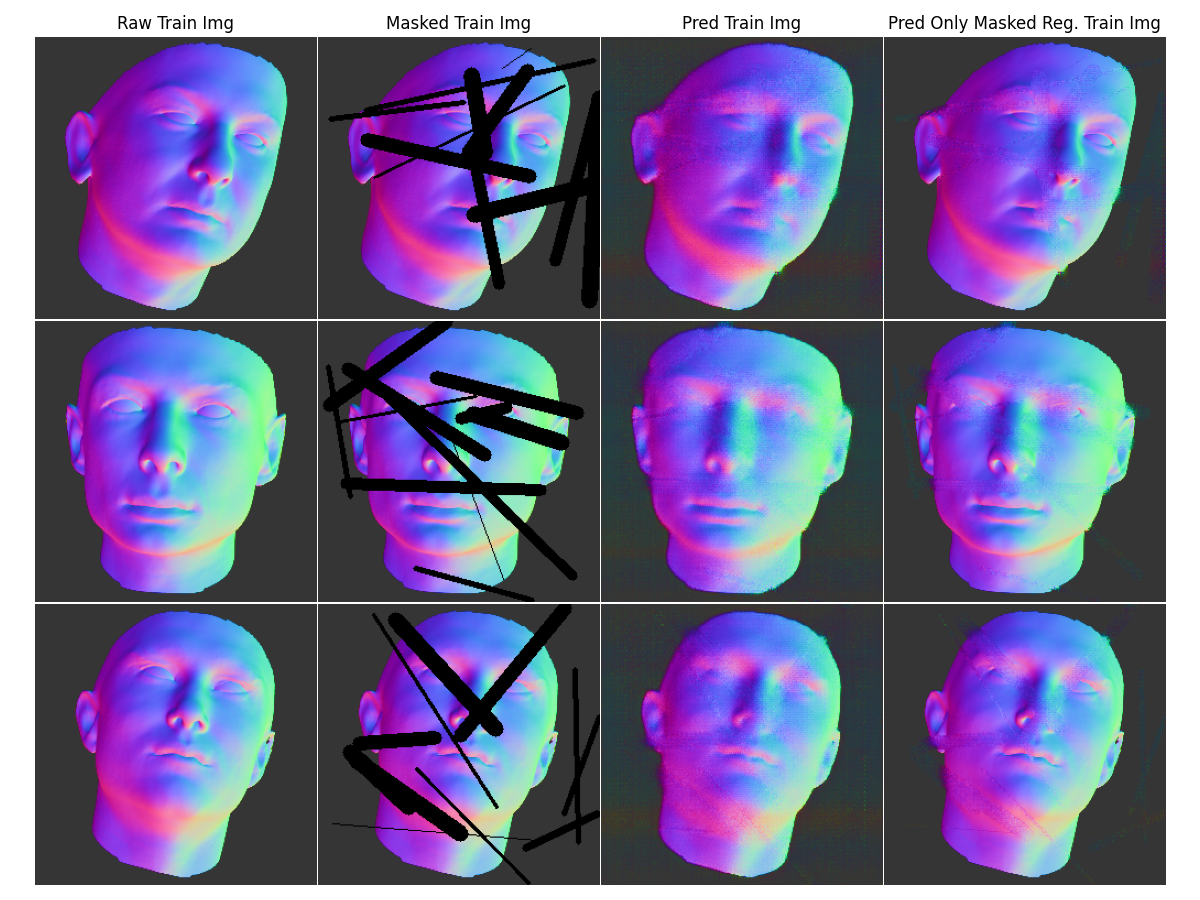 Raw Train Img
Masked Train Img
Pred Train Img
Pred Only Masked Reg. Train Img